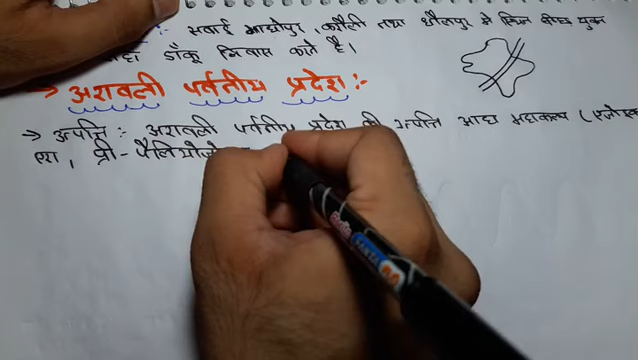 सवाई माधोपुर, करौली तथा धौलपुर में स्थित बीच युक्त
डाँकू निवास करते है।
→ अरावली पर्वतीय प्रदेश :-
→ उत्पत्ति :- अरावली पर्वतीय प्रदेश की उत्पत्ति आद्य महाकल्प (एजोइक
एरा, प्री-पैलियोजो